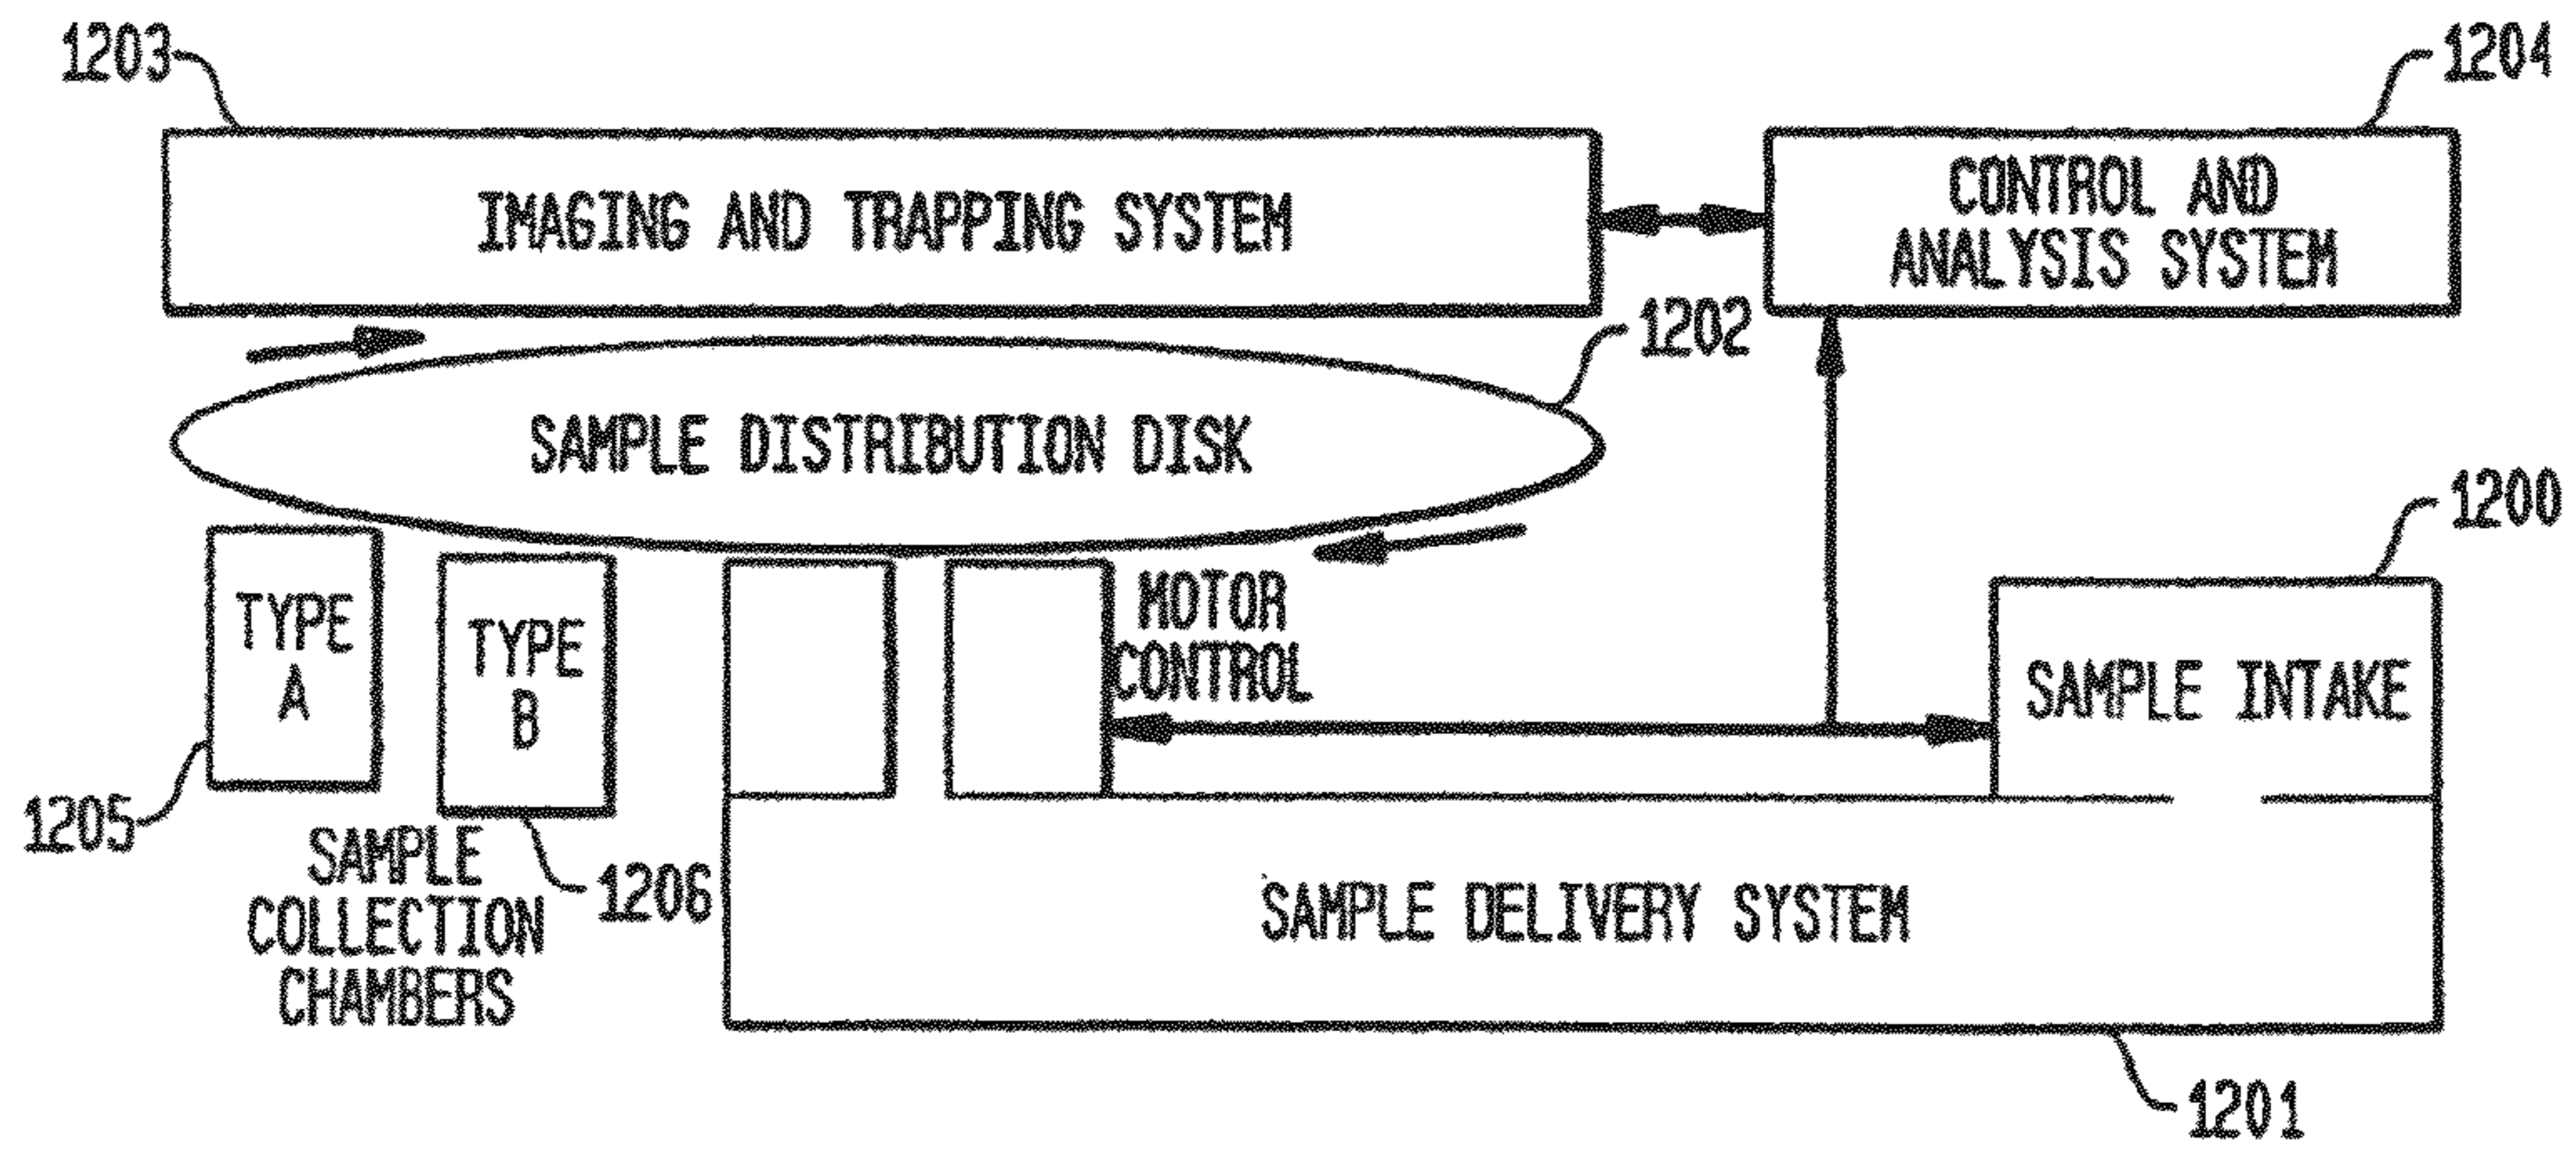 1203
1204
IMAGING AND TRAPPING SYSTEM
CONTROL AND
ANALYSIS SYSTEM
1202
SAMPLE DISTRIBUTION DISK
1200
TYPE
A
TYPE
B
MOTOR
CONTROL
SAMPLE INTAKE
1205
SAMPLE
COLLECTION
CHAMBERS
1206
SAMPLE DELIVERY SYSTEM
1201